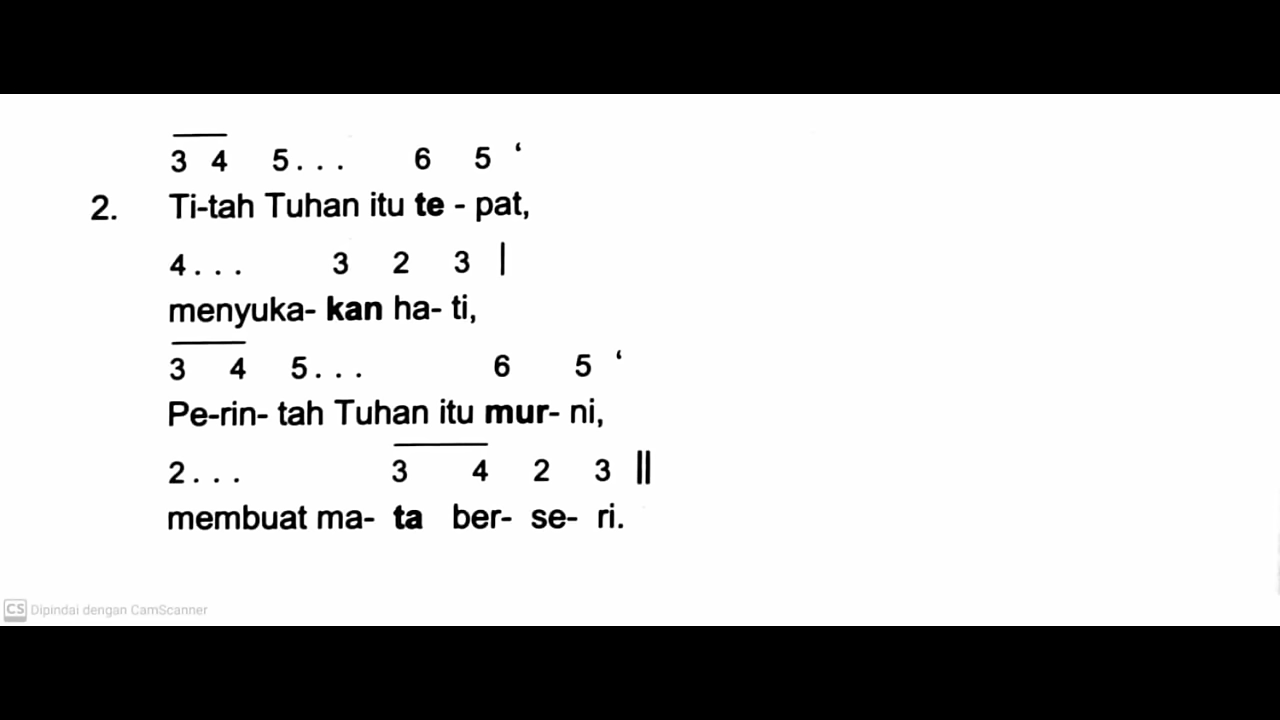 3 4 5... 6 5 ‘
2. Ti-tah Tuhan itu te - pat,
4... 3 2 3 |
menyuka- kan ha- ti,
3 4 5... 6 5 ‘
Pe-rin- tah Tuhan itu mur- ni,
2... 3 4 2 3 ||
membuat ma- ta ber- se- ri.
CS Dipindai dengan CamScanner